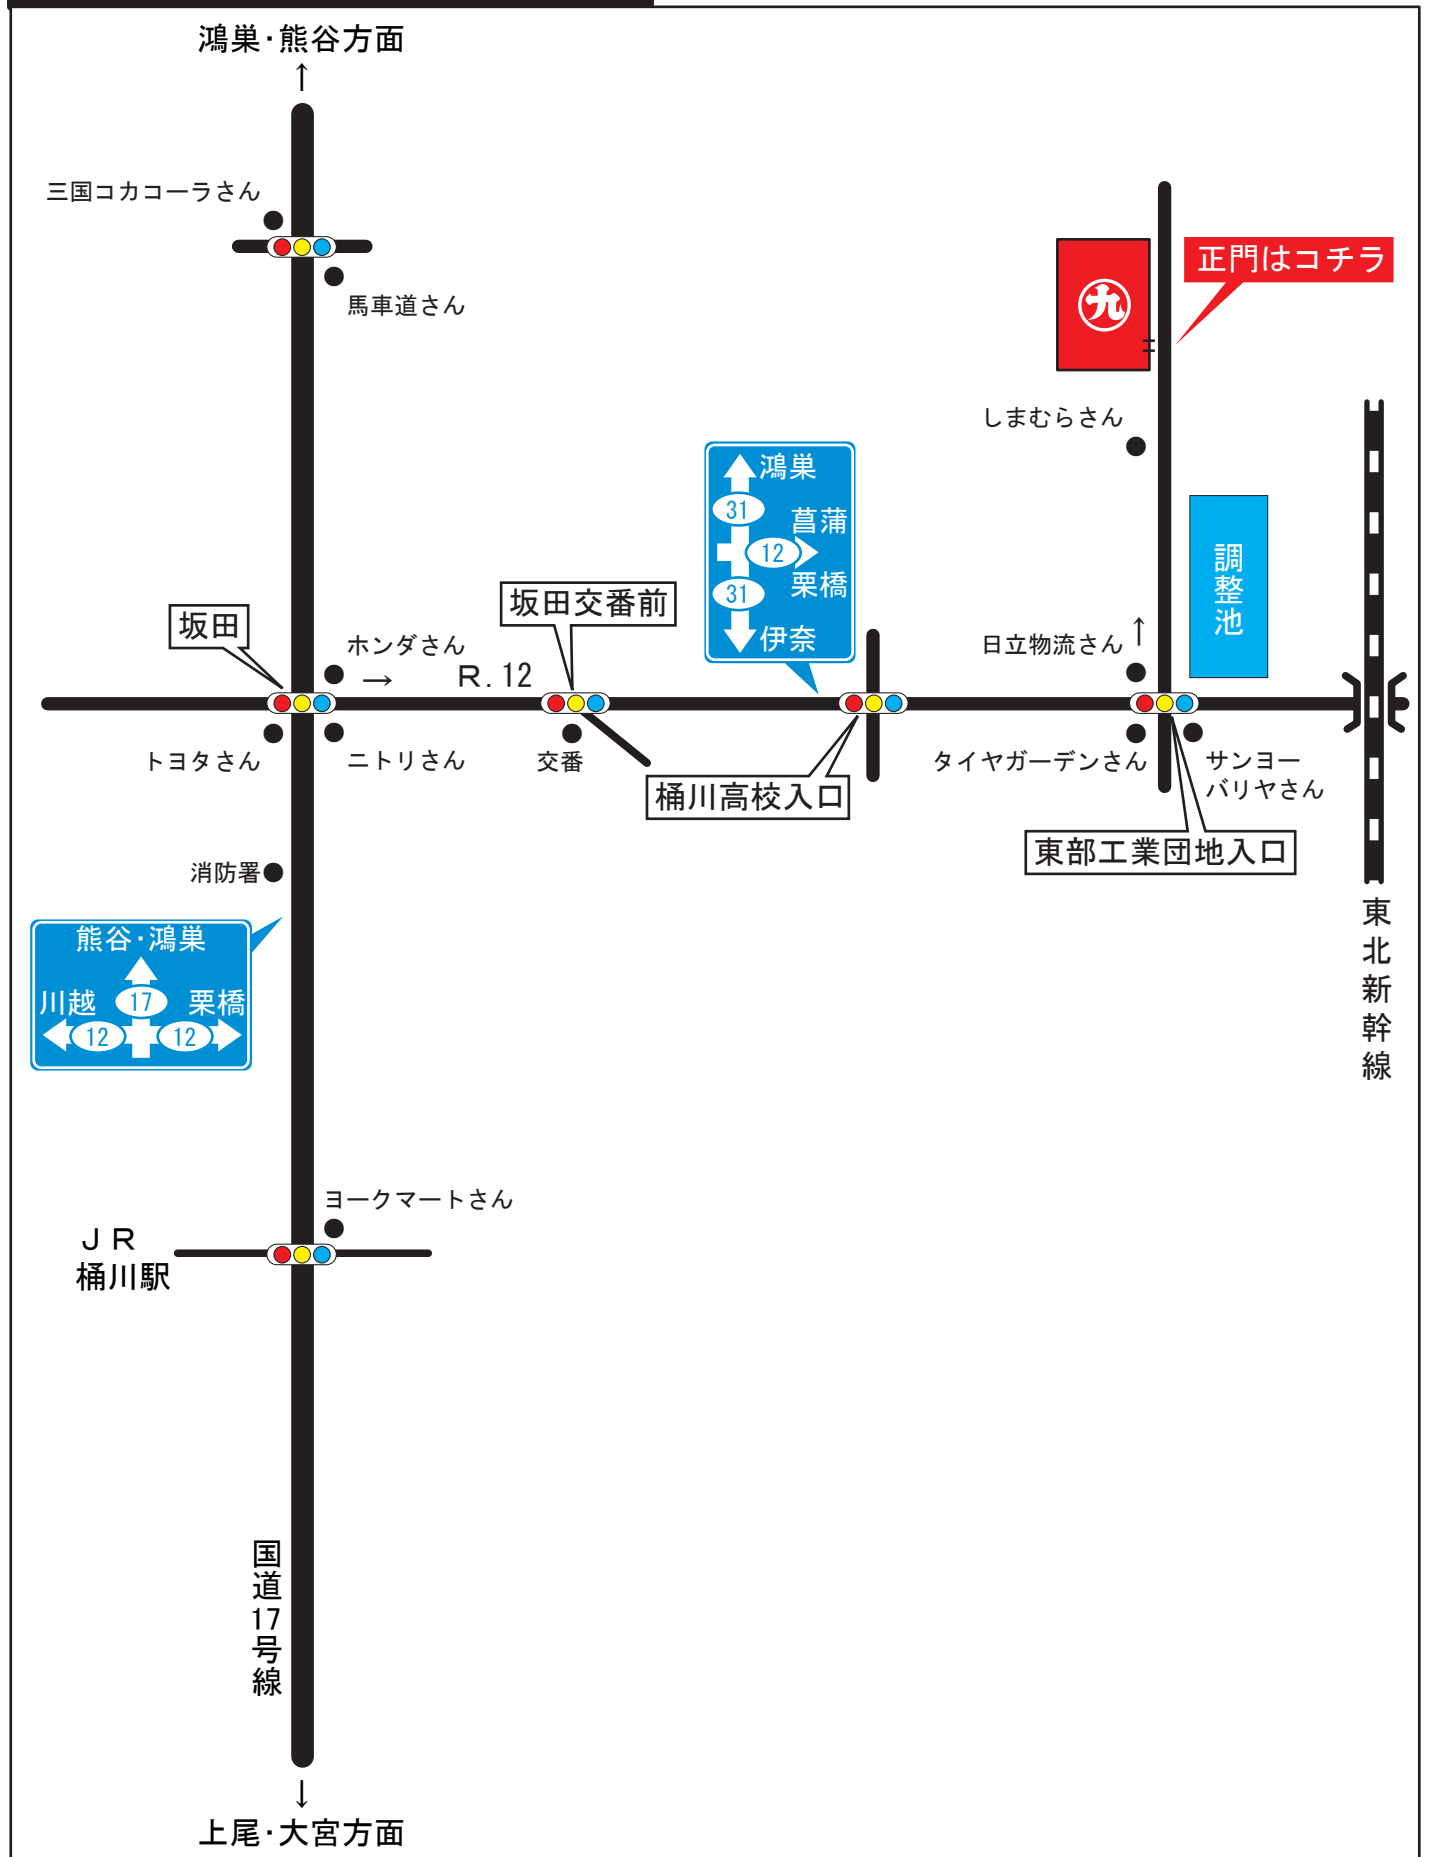 鴻巣・熊谷方面
↑
三国コカコーラさん
馬車道さん
正門はコチラ
九
しまむらさん
鴻巣
31
菖蒲
12
栗橋
31
伊奈
調整池
坂田交番前
坂田
ホンダさん
→
R.12
日立物流さん
↑
トヨタさん
ニトリさん
交番
桶川高校入口
タイヤガーデンさん
サンヨー
バリヤさん
東部工業団地入口
消防署
東北新幹線
熊谷・鴻巣
川越
17
栗橋
12
12
ヨークマートさん
JR
桶川駅
国道17号線
↓
上尾・大宮方面